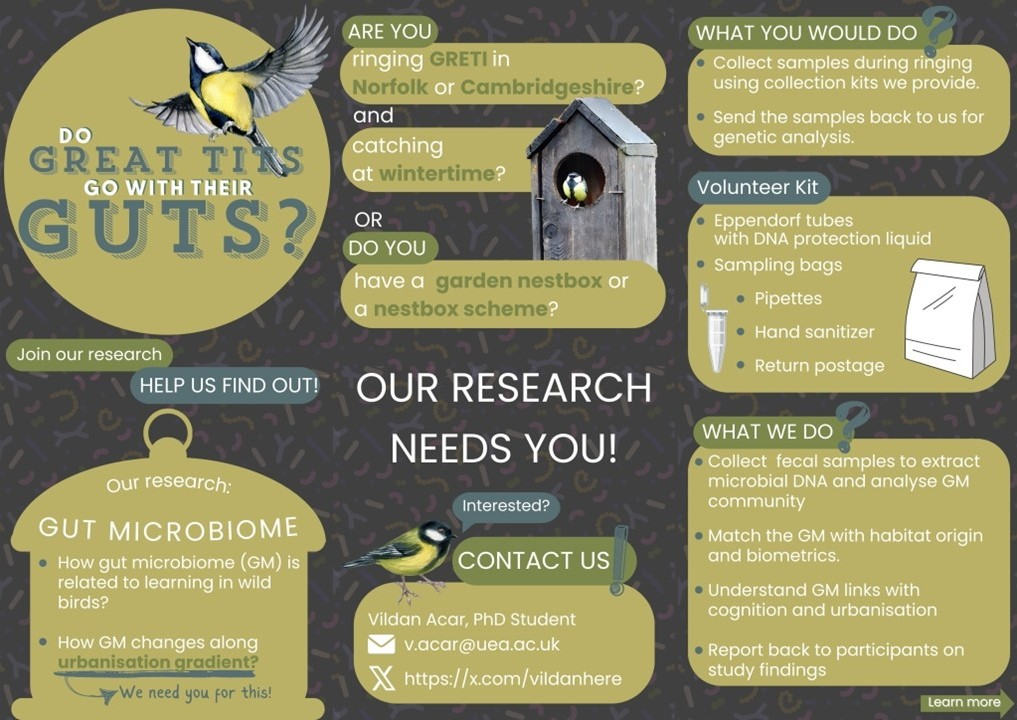 DO
GREAT TITS
GO WITH THEIR
GUTS?
Join our research
HELP US FIND OUT!
Our research:
GUT MICROBIOME
• How gut microbiome (GM) is
related to learning in wild
birds?
• How GM changes along
urbanisation gradient?
We need you for this!
ARE YOU
ringing GRETI in
Norfolk or Cambridgeshire?
and
catching
at wintertime?
OR
DO YOU
have a garden nestbox or
a nestbox scheme?
OUR RESEARCH
NEEDS YOU!
Interested?
CONTACT US!
Vildan Acar, PhD Student
v.acar@uea.ac.uk
https://x.com/vildanhere
WHAT YOU WOULD DO?
• Collect samples during ringing
using collection kits we provide.
• Send the samples back to us for
genetic analysis.
Volunteer Kit
• Eppendorf tubes
with DNA protection liquid
• Sampling bags
• Pipettes
• Hand sanitizer
• Return postage
WHAT WE DO?
• Collect fecal samples to extract
microbial DNA and analyse GM
community
• Match the GM with habitat origin
and biometrics.
• Understand GM links with
cognition and urbanisation
• Report back to participants on
study findings
Learn more